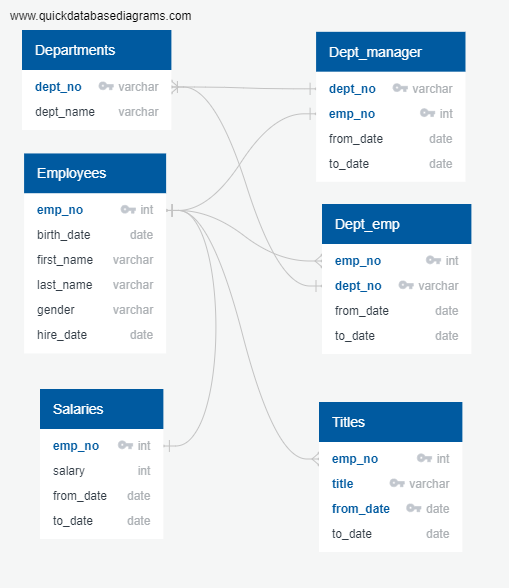 www.quickdatabasediagrams.com
Departments
dept_no varchar
dept_name varchar
Employees
emp_no int
birth_date date
first_name varchar
last_name varchar
gender varchar
hire_date date
Salaries
emp_no int
salary int
from_date date
to_date date
Dept_manager
dept_no varchar
emp_no int
from_date date
to_date date
Dept_emp
emp_no int
dept_no varchar
from_date date
to_date date
Titles
emp_no int
title varchar
from_date date
to_date date